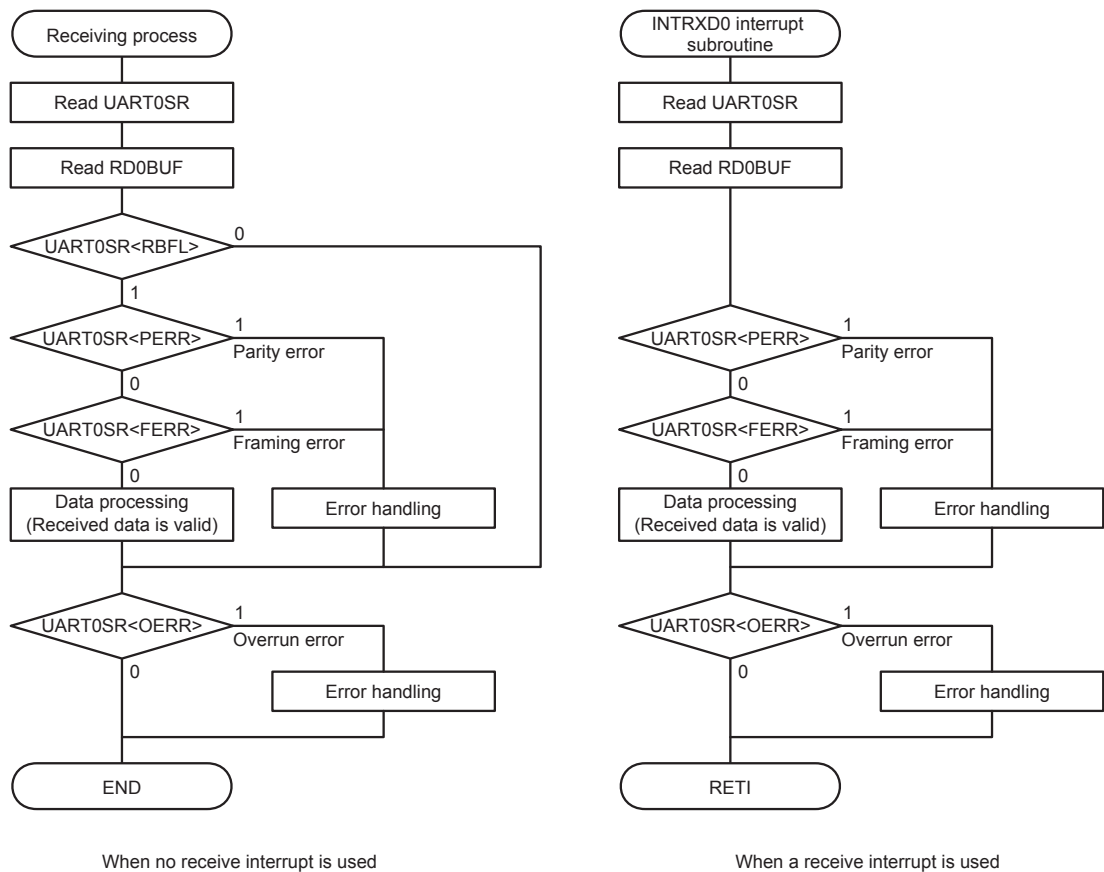 Receiving process
Read UART0SR
Read RD0BUF
UART0SR<RBFL>
0
1
UART0SR<PERR>
1
Parity error
0
UART0SR<FERR>
1
Framing error
0
Data processing
(Received data is valid)
Error handling
UART0SR<OERR>
1
Overrun error
0
Error handling
END
When no receive interrupt is used
INTRXD0 interrupt
subroutine
Read UART0SR
Read RD0BUF
UART0SR<PERR>
1
Parity error
0
UART0SR<FERR>
1
Framing error
0
Data processing
(Received data is valid)
Error handling
UART0SR<OERR>
1
Overrun error
0
Error handling
RETI
When a receive interrupt is used